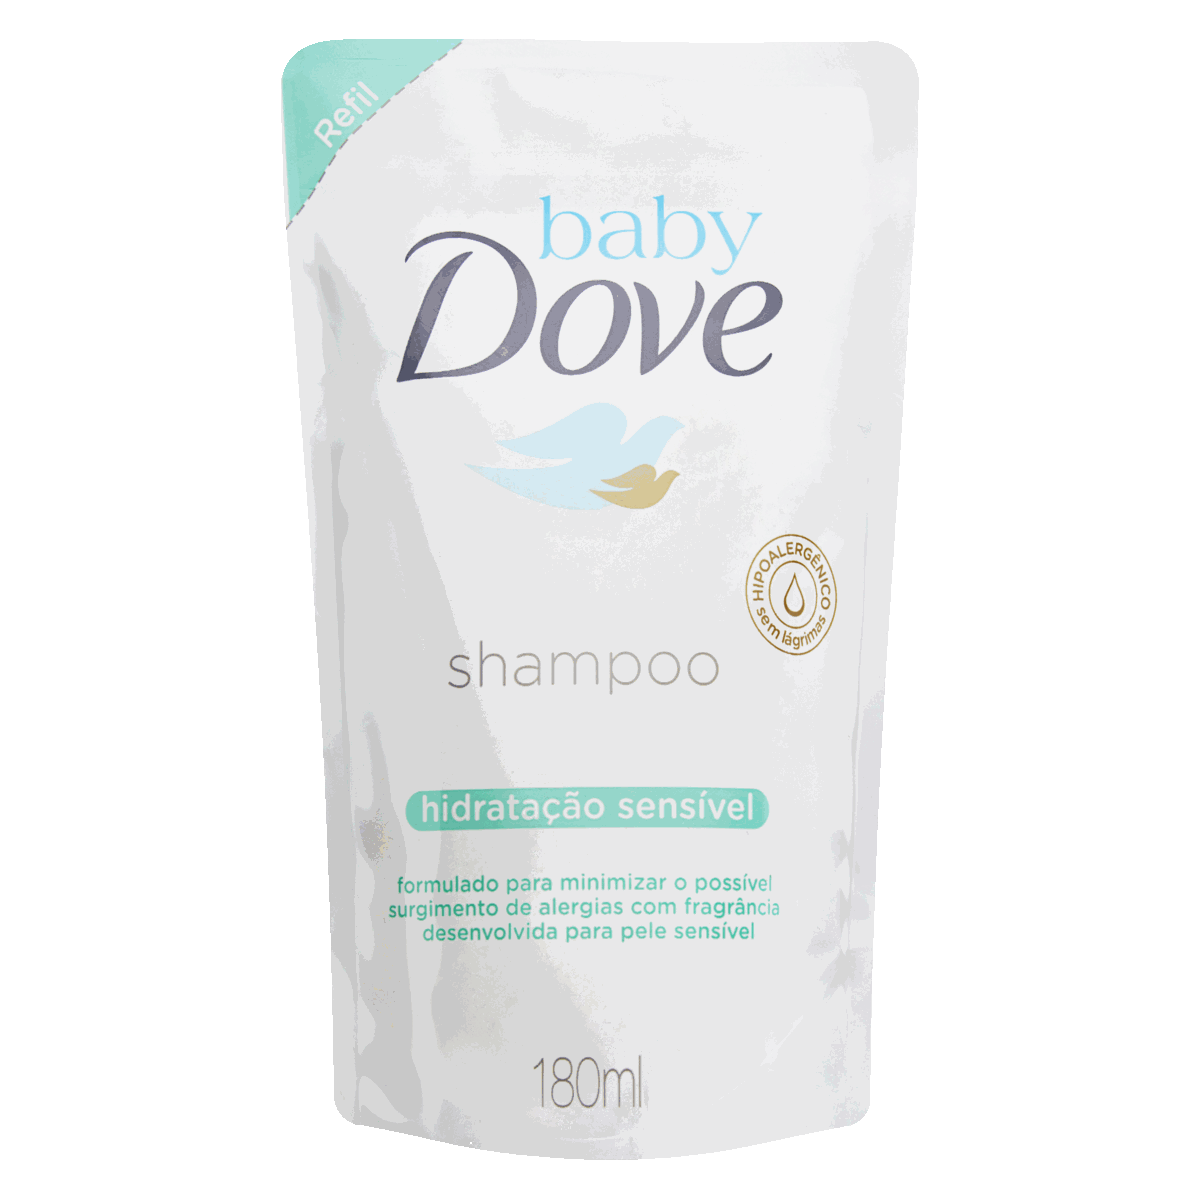 Refil
baby
Dove
HIPOALERGÊNICO
sem lágrimas
shampoo
hidratação sensível
formulado para minimizar o possível
surgimento de alergias com fragrância
desenvolvida para pele sensível
180ml